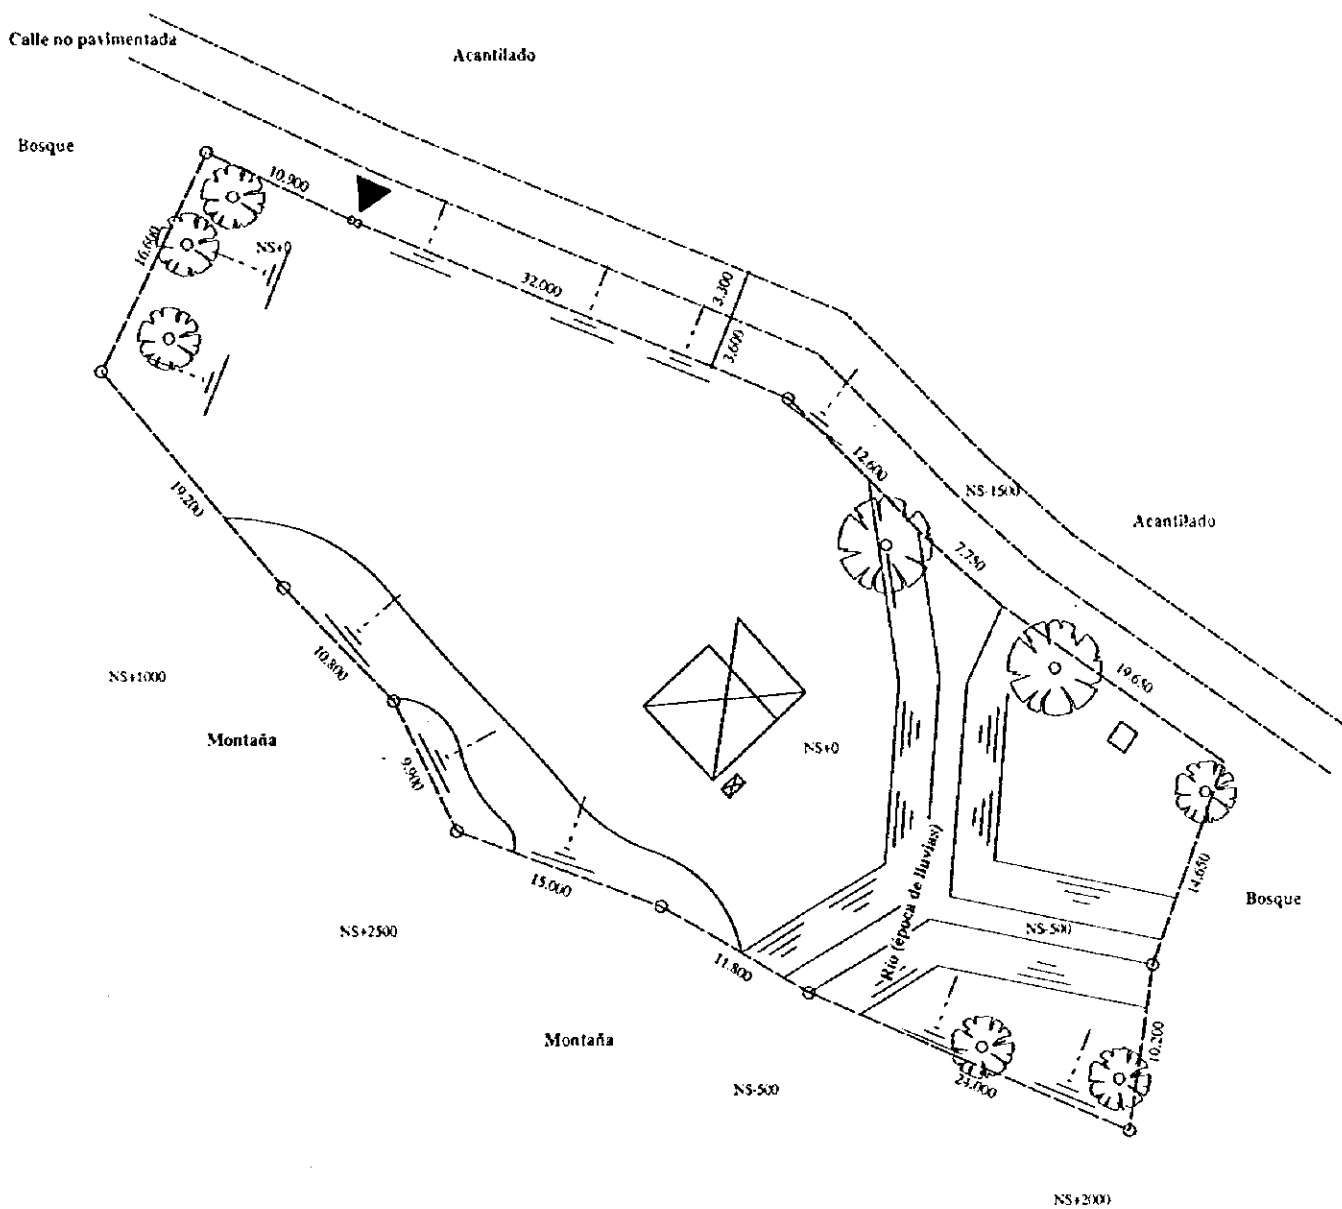 Calle no pavimentada
Acantilado
Bosque
10.900
16.600
NS+0
32.000
3.300
3.600
19.200
12.600
NS-1500
Acantilado
7.750
10.800
NS+1000
19.650
Montaña
NS+0
9.900
15.000
Río (época de lluvias)
14.650
Bosque
NS+2500
NS-500
11.800
Montaña
10.200
NS-500
23.000
NS+2000